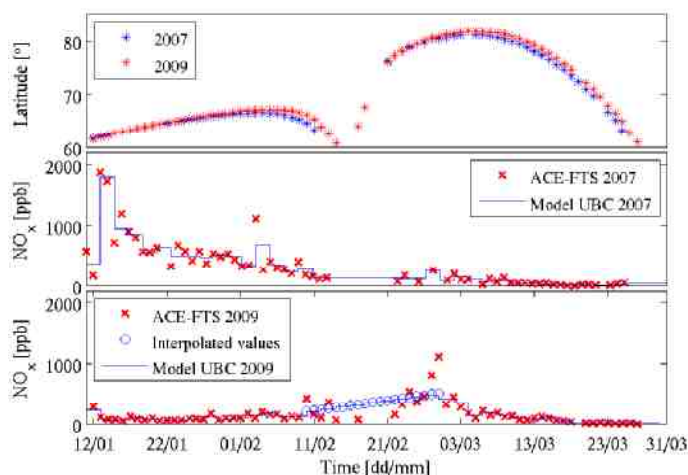 80
70
60
Latitude [°]
2007
2009
2000
1000
0
NOx [ppb]
ACE-FTS 2007
Model UBC 2007
2000
1000
0
NOx [ppb]
ACE-FTS 2009
Interpolated values
Model UBC 2009
12/01 22/01 01/02 11/02 21/02 03/03 13/03 23/03 31/03
Time [dd/mm]